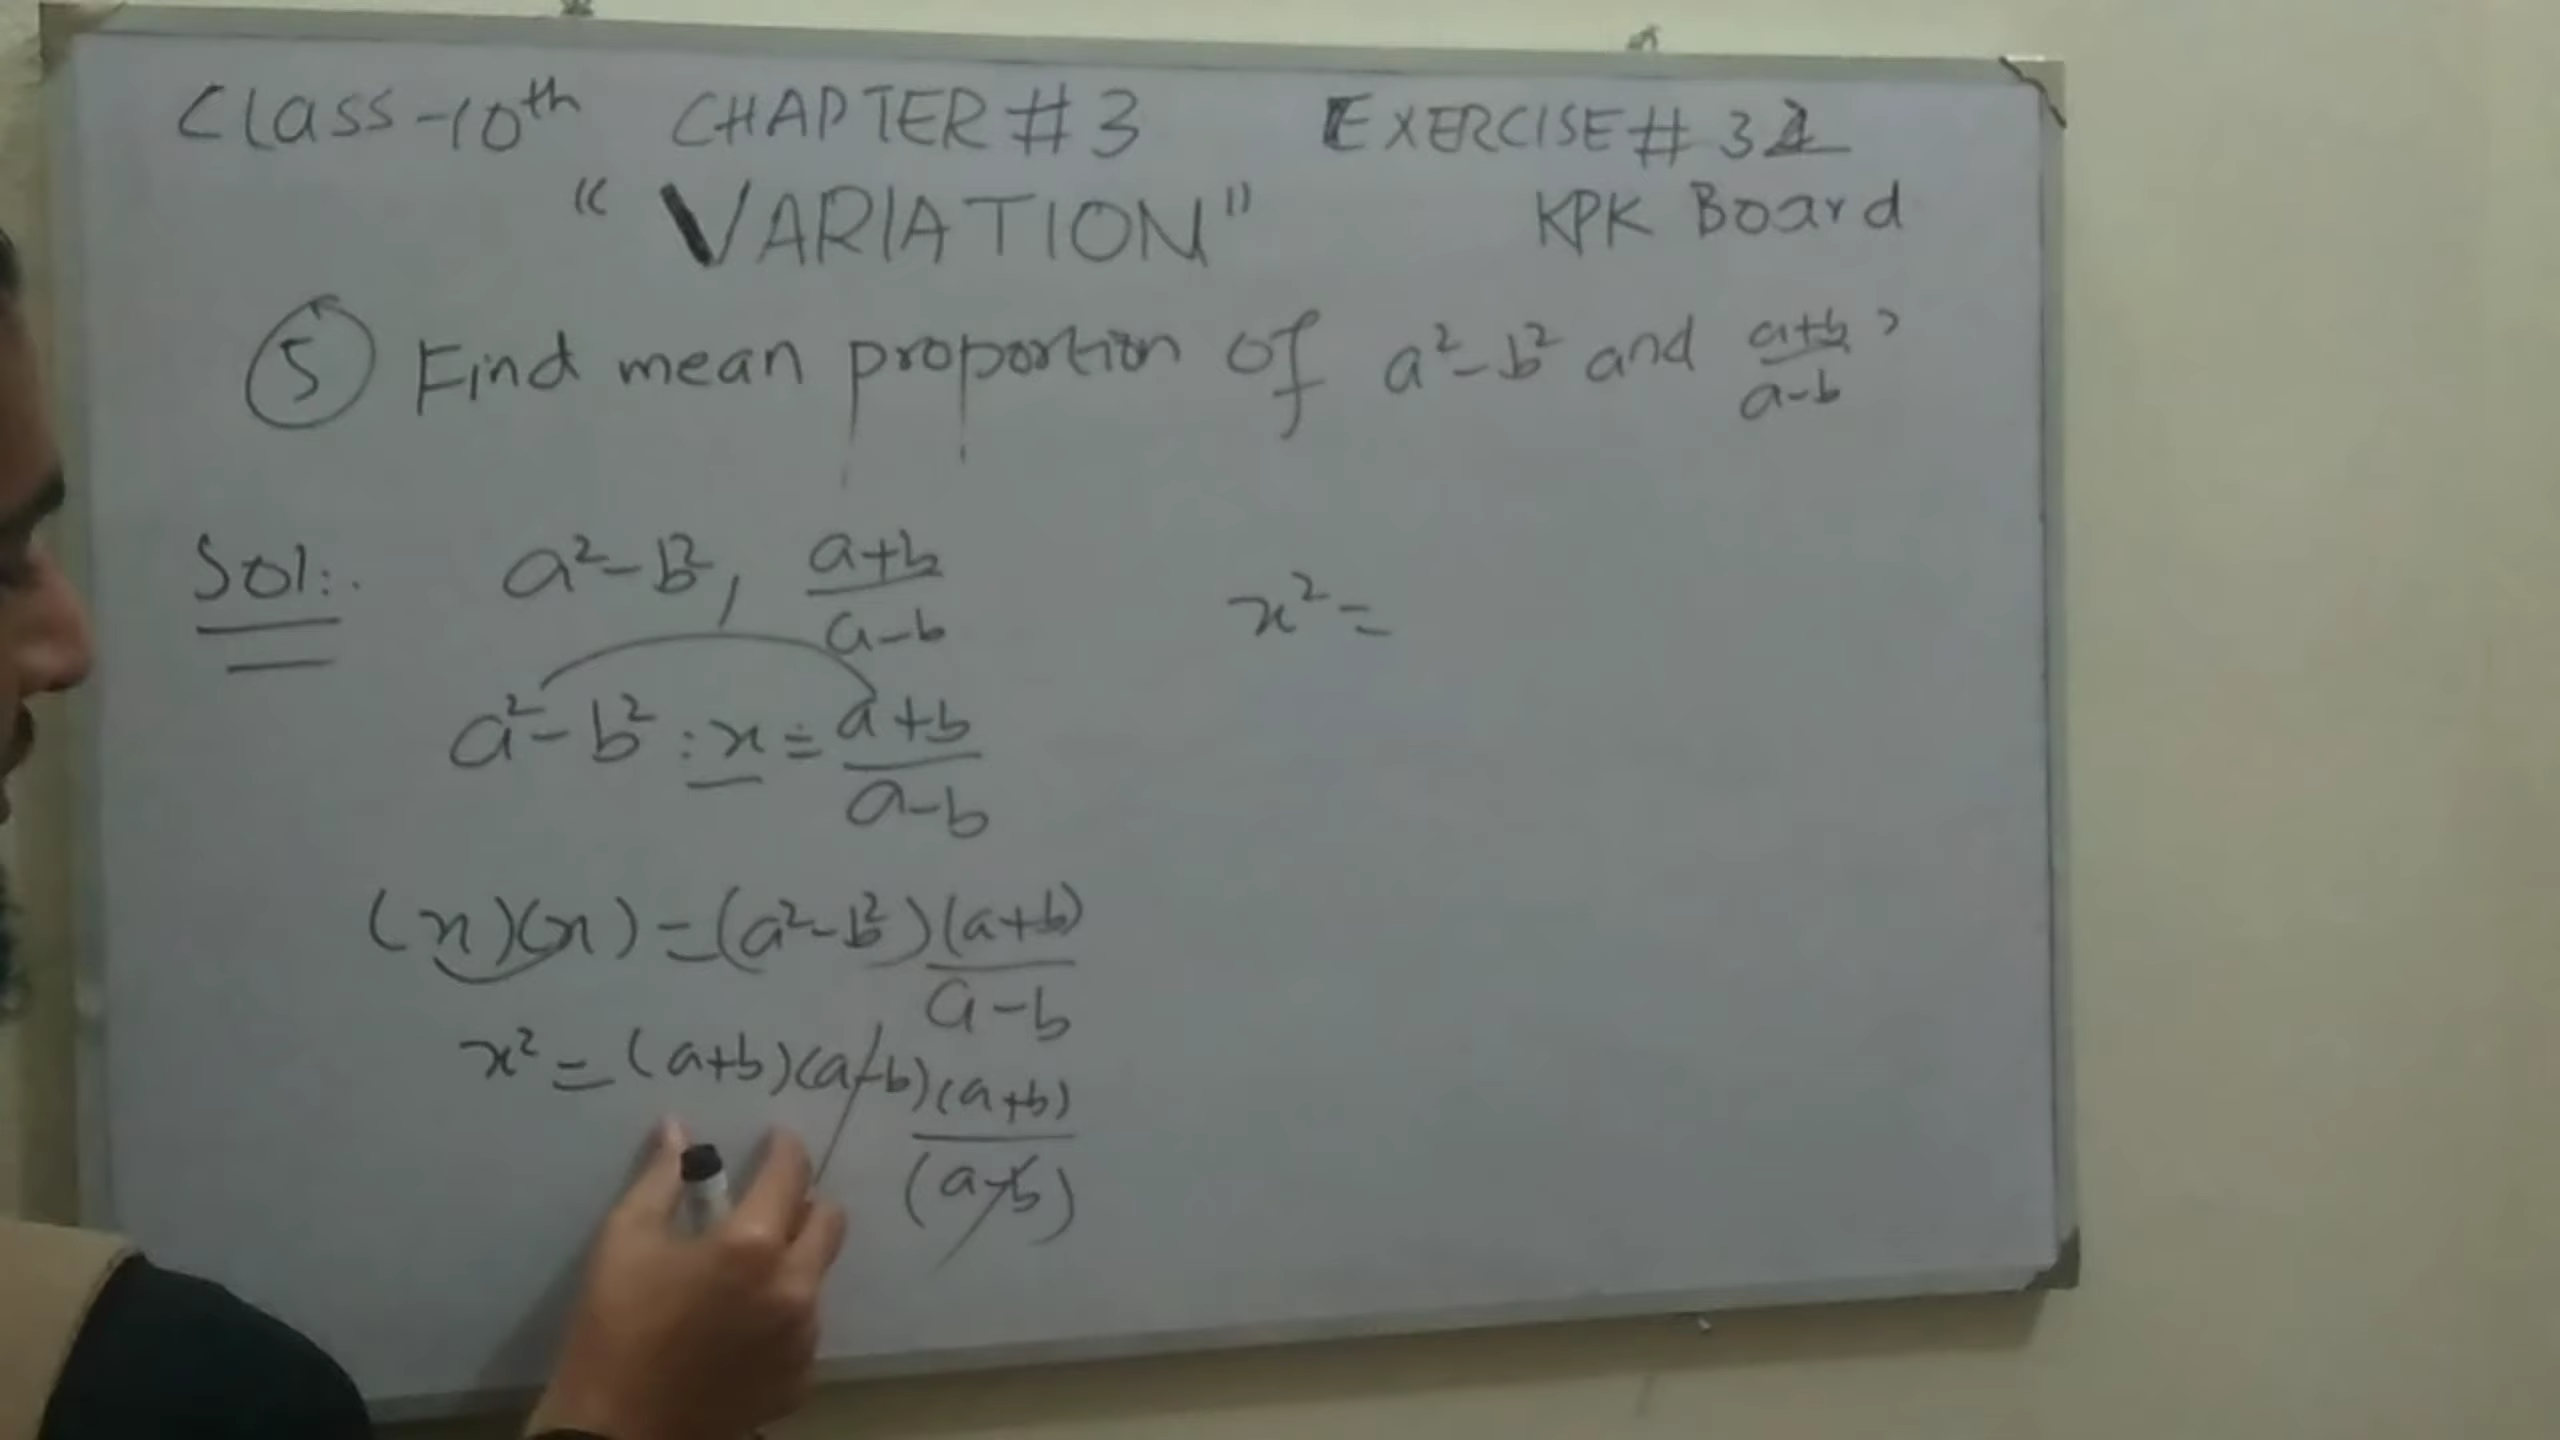 Class-10th CHAPTER # 3 EXERCISE # 3.2
"VARIATION" KPK Board
⑤ Find mean proportion of a²-b² and (a+b)/(a-b) ?
Sol:. a²-b², (a+b)/(a-b)
x² =
a²-b² : x = (a+b)/(a-b)
(x)(x) = (a²-b²)(a+b)/(a-b)
x² = (a+b)(a-b)(a+b)/(a-b)